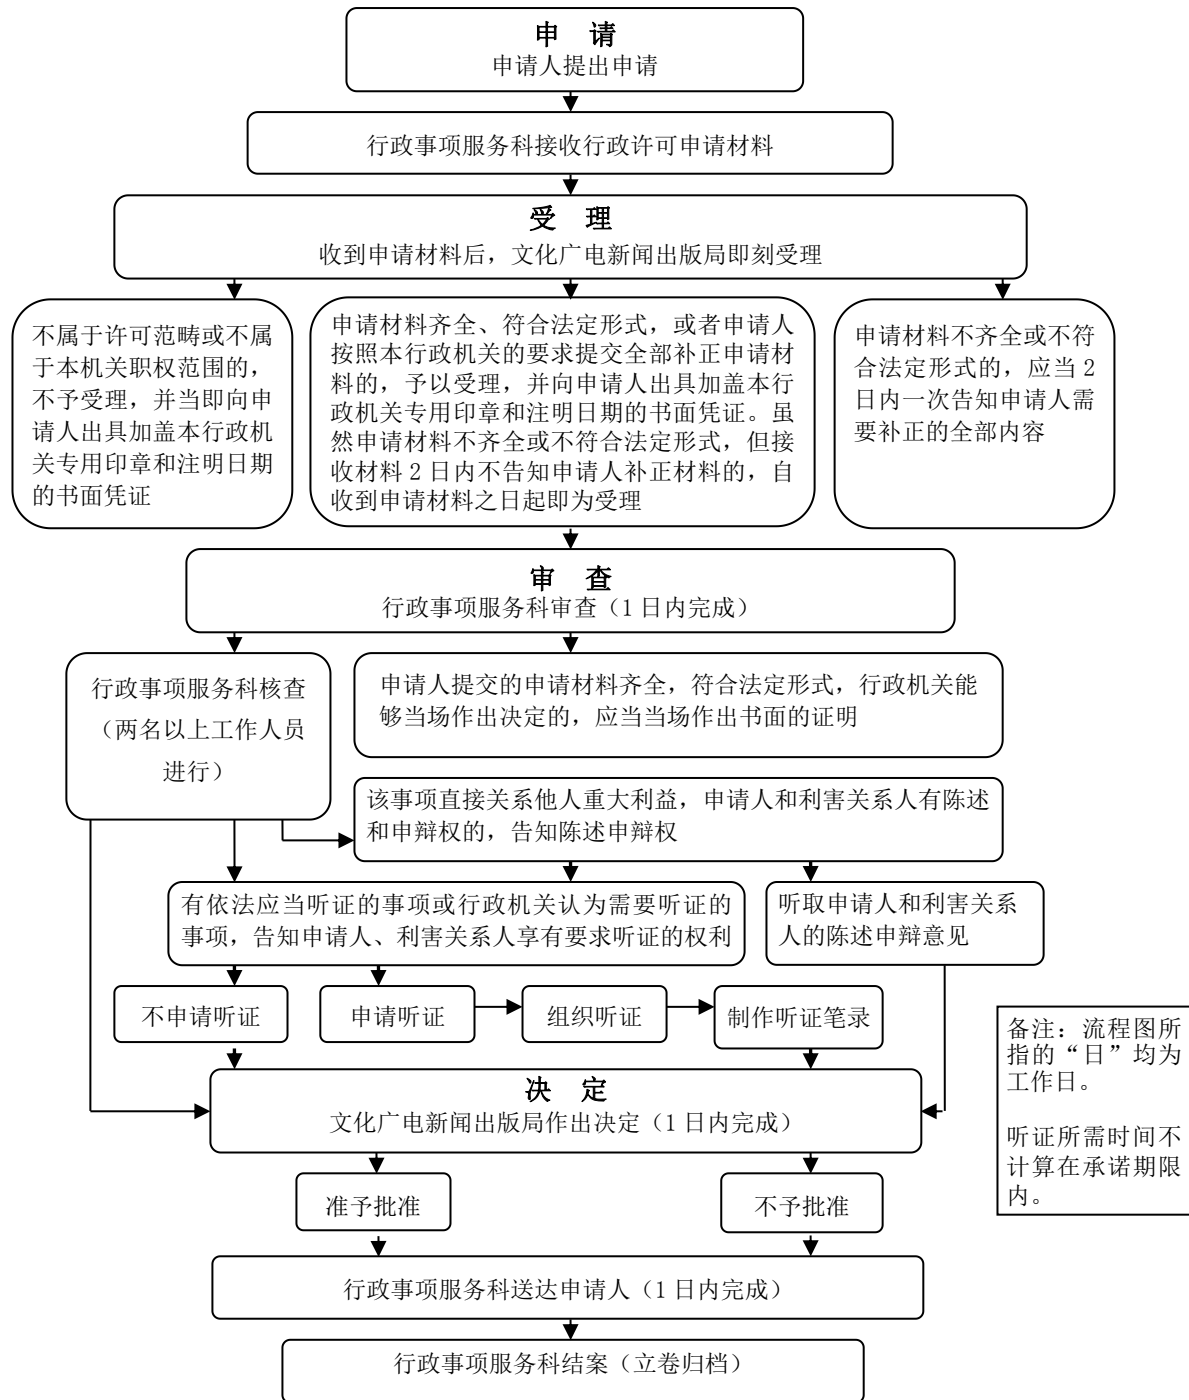 申 请
申请人提出申请
行政事项服务科接收行政许可申请材料
受 理
收到申请材料后，文化广电新闻出版局即刻受理
不属于许可范畴或不属
于本机关职权范围的，
不予受理，并当即向申
请人出具加盖本行政机
关专用印章和注明日期
的书面凭证
申请材料齐全、符合法定形式，或者申请人
按照本行政机关的要求提交全部补正申请材
料的，予以受理，并向申请人出具加盖本行
政机关专用印章和注明日期的书面凭证。虽
然申请材料不齐全或不符合法定形式，但接
收材料 2 日内不告知申请人补正材料的，自
收到申请材料之日起即为受理
申请材料不齐全或不符
合法定形式的，应当 2
日内一次告知申请人需
要补正的全部内容
审 查
行政事项服务科审查（1 日内完成）
行政事项服务科核查
（两名以上工作人员
进行）
申请人提交的申请材料齐全，符合法定形式，行政机关能
够当场作出决定的，应当当场作出书面的证明
该事项直接关系他人重大利益，申请人和利害关系人有陈述
和申辩权的，告知陈述申辩权
有依法应当听证的事项或行政机关认为需要听证的
事项，告知申请人、利害关系人享有要求听证的权利
听取申请人和利害关系
人的陈述申辩意见
不申请听证
申请听证
组织听证
制作听证笔录
备注：流程图所
指的“日”均为
工作日。
听证所需时间不
计算在承诺期限
内。
决 定
文化广电新闻出版局作出决定（1 日内完成）
准予批准
不予批准
行政事项服务科送达申请人（1 日内完成）
行政事项服务科结案（立卷归档）